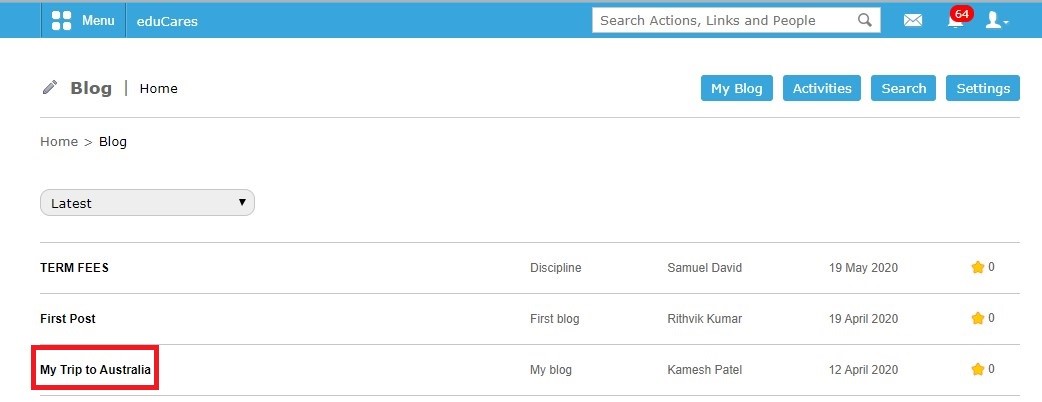 Menu eduCares Search Actions, Links and People 64
Blog | Home My Blog Activities Search Settings
Home > Blog
Latest
TERM FEES Discipline Samuel David 19 May 2020 0
First Post First blog Rithvik Kumar 19 April 2020 0
My Trip to Australia My blog Kamesh Patel 12 April 2020 0